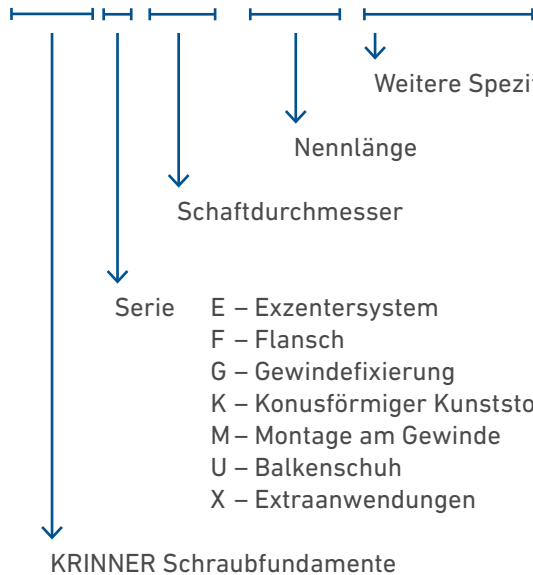 Weitere
Nennlänge
Schaftdurchmesser
Serie E – Exzentersystem
F – Flansch
G – Gewindefixierung
K – Konusförmiger
M – Montage am Gewinde
U – Balkenschuh
X – Extraanwendungen
KRINNER Schraubfundamente